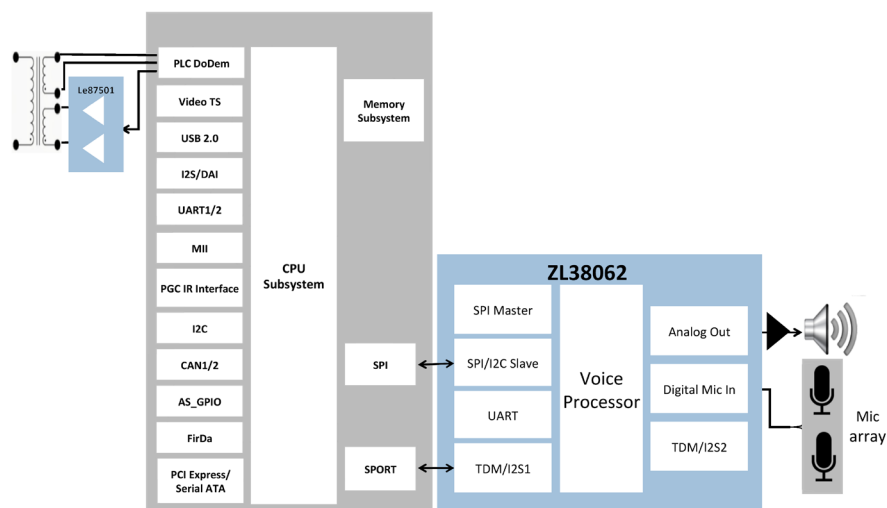 Le87501
PLC DoDem
Video TS
USB 2.0
I2S/DAI
UART1/2
MII
PGC IR Interface
I2C
CAN1/2
AS_GPIO
FirDa
PCI Express/
Serial ATA
CPU
Subsystem
Memory
Subsystem
SPI
SPORT
ZL38062
SPI Master
SPI/I2C Slave
UART
TDM/I2S1
Voice
Processor
Analog Out
Digital Mic In
TDM/I2S2
Mic
array